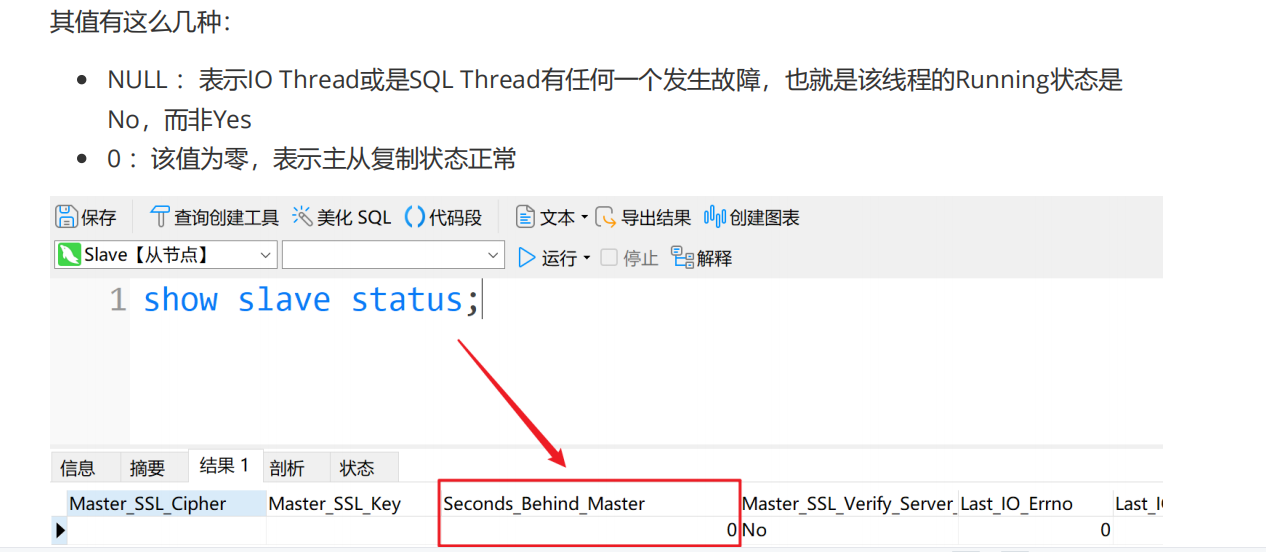 其值有这么几种：
NULL ：表示IO Thread或是SQL Thread有任何一个发生故障，也就是该线程的Running状态是
No，而非Yes
0 ：该值为零，表示主从复制状态正常
保存 查询创建工具 美化 SQL 代码段 文本 导出结果 创建图表
Slave【从节点】 运行 停止 解释
1 show slave status;
信息 摘要 结果 1 剖析 状态
Master_SSL_Cipher Master_SSL_Key Seconds_Behind_Master Master_SSL_Verify_Server_ Last_IO_Errno Last_I
0 No 0